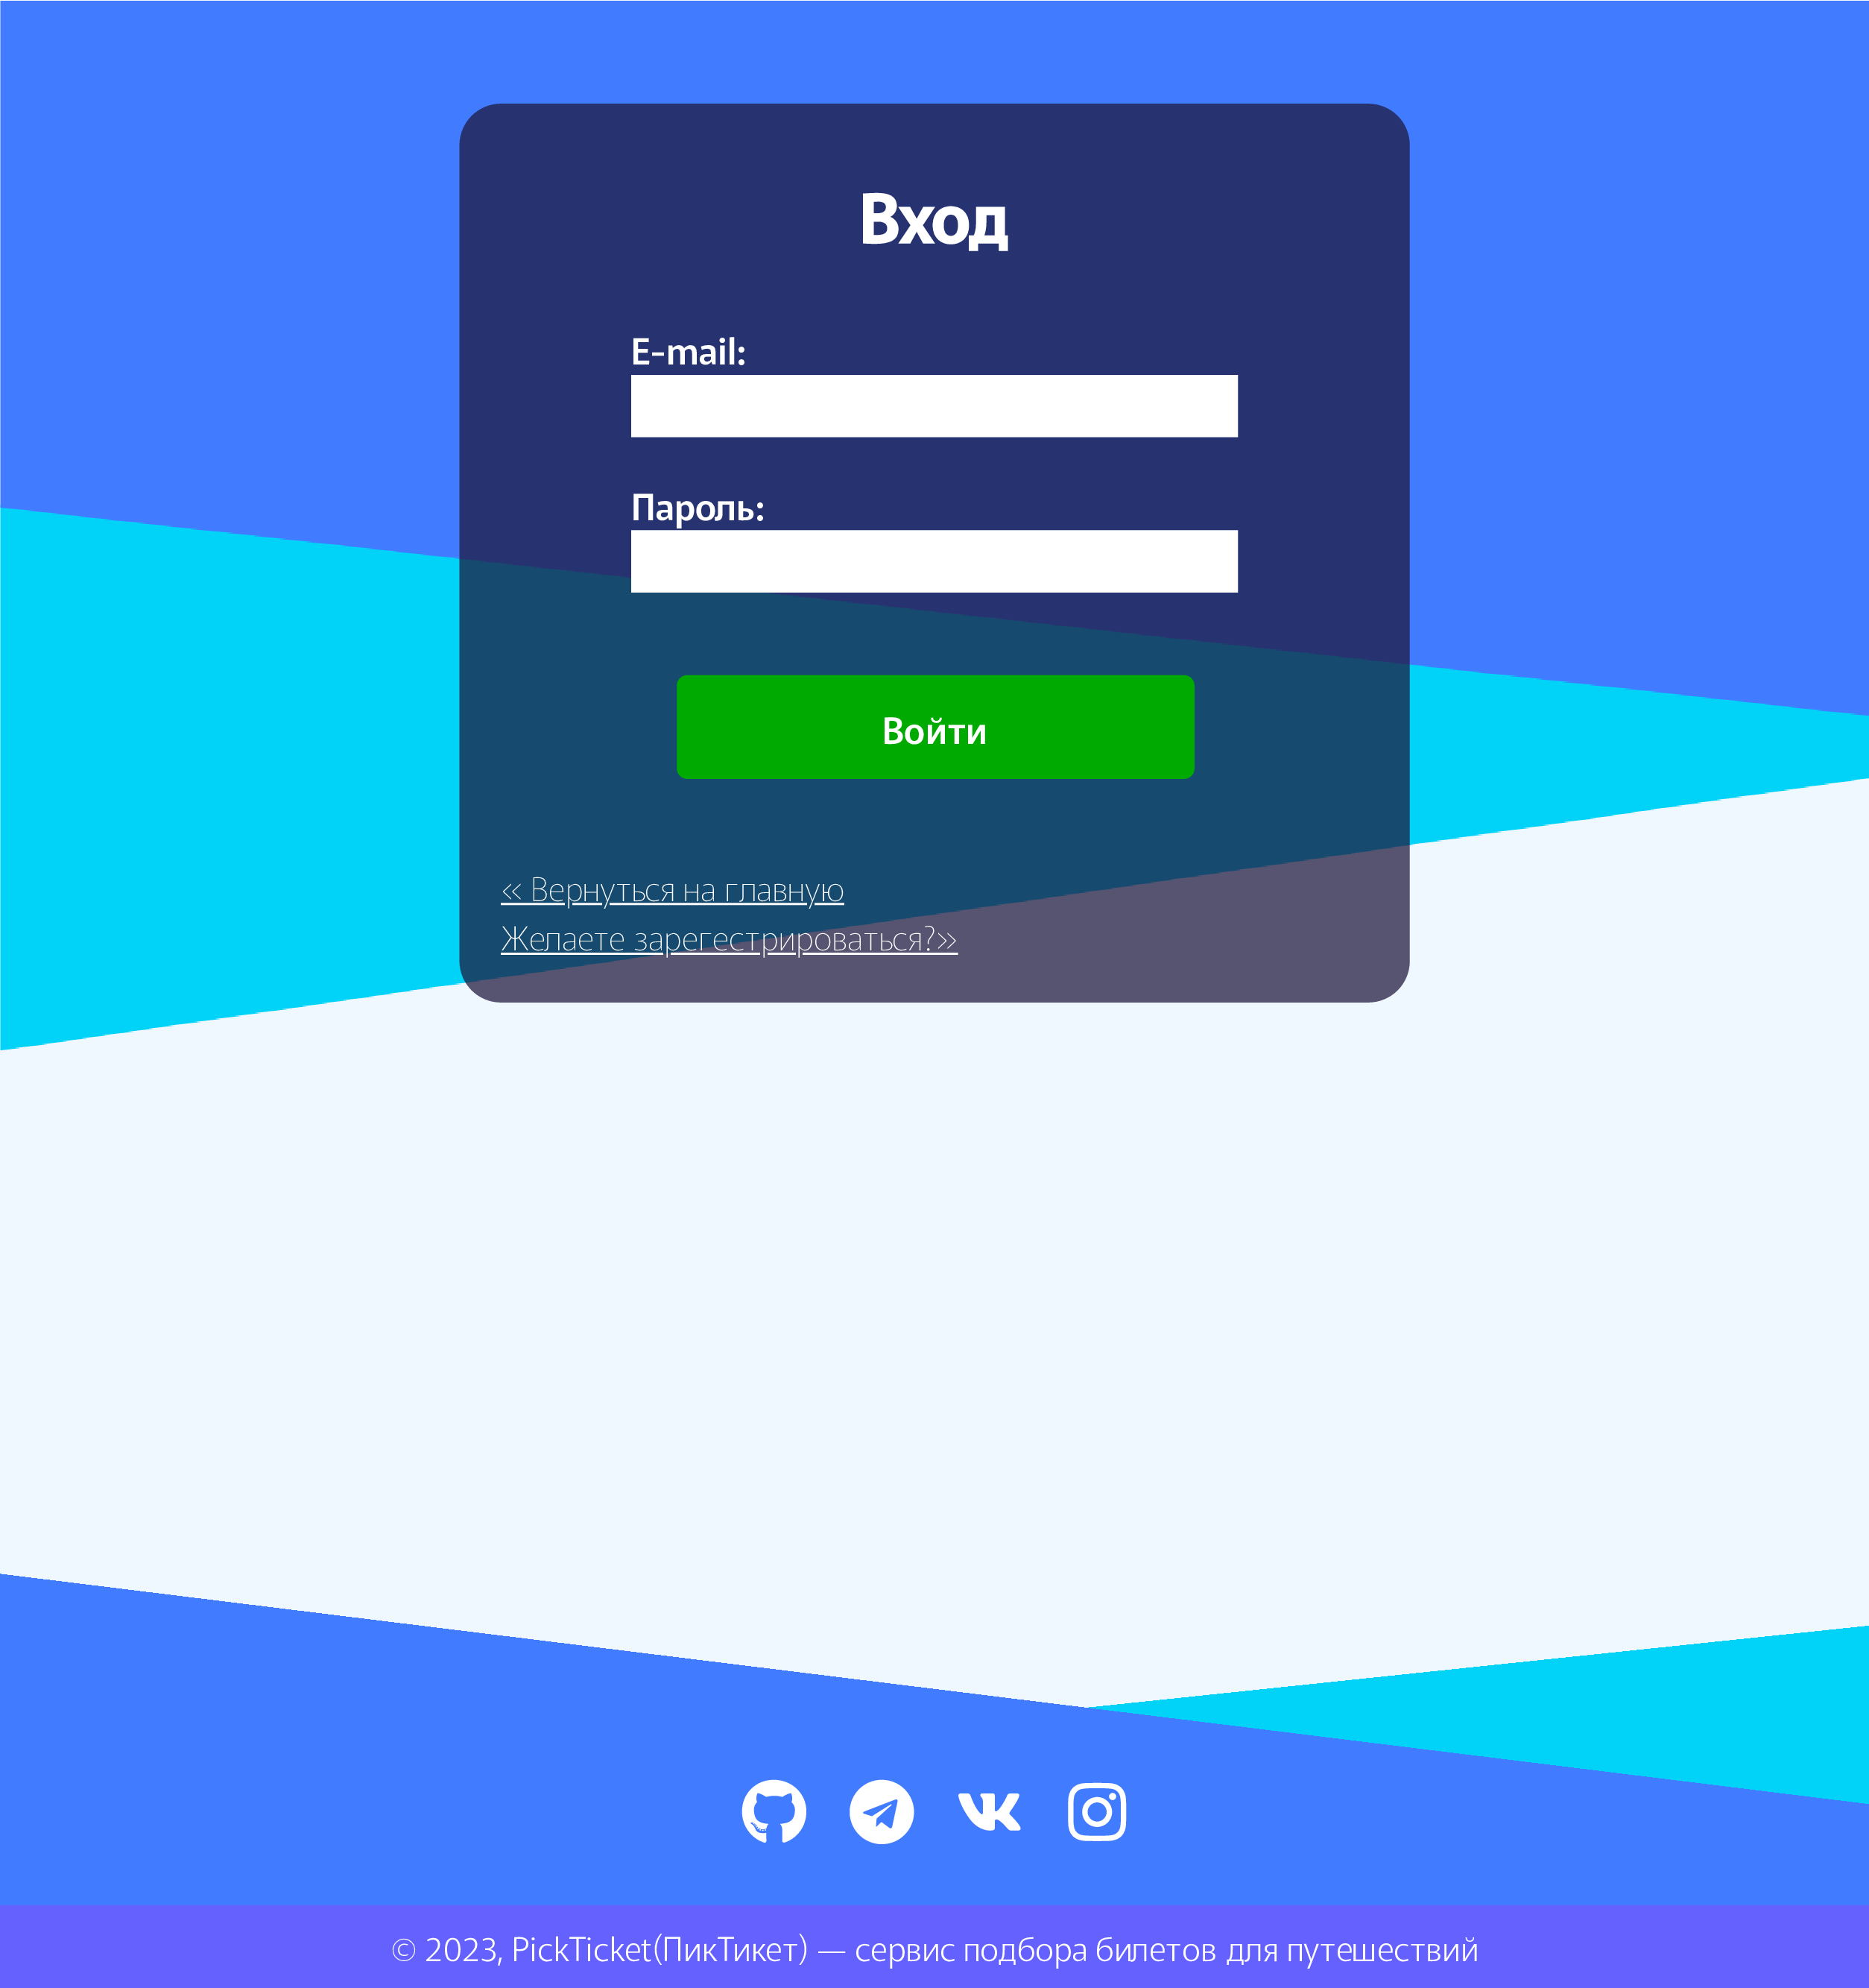 Вход
E-mail:
Пароль:
Войти
« Вернуться на главную
Желаете зарегестрироваться?»
© 2023, PickTicket(ПикТикет) — сервис подбора билетов для путешествий